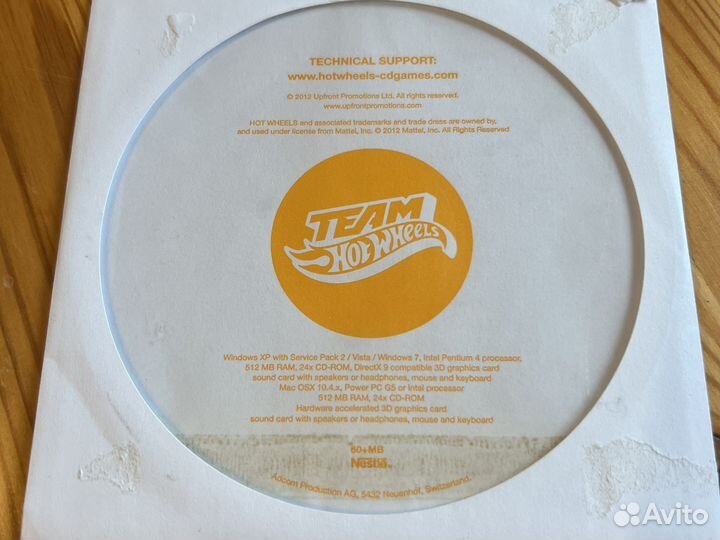 TECHNICAL SUPPORT:
www.hotwheels-cdgames.com
© 2012 Upfront Promotions Ltd. All rights reserved.
www.upfrontpromotions.com
HOT WHEELS and associated trademarks and trade dress are owned by,
and used under license from Mattel, Inc. © 2012 Mattel, Inc. All Rights Reserved
TEAM
HOT WHEELS
Windows XP with Service Pack 2 / Vista / Windows 7, Intel Pentium 4 processor,
512 MB RAM, 24x CD-ROM, DirectX 9 compatible 3D graphics card
sound card with speakers or headphones, mouse and keyboard
Mac OSX 10.4.x, Power PC G5 or Intel processor
512 MB RAM, 24x CD-ROM
Hardware accelerated 3D graphics card
sound card with speakers or headphones, mouse and keyboard
60+MB
Nestlé.
Adcom Production AG, 5432 Neuenhof, Switzerland.
Avito